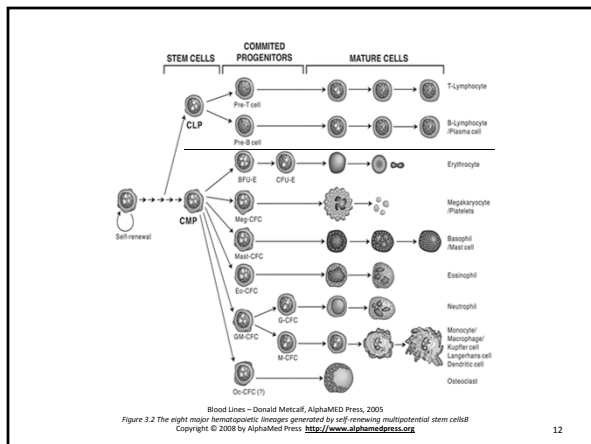 STEM CELLS
COMMITED
PROGENITORS
MATURE CELLS
CLP
Pre-T cell
T-Lymphocyte
Pre-B cell
B-Lymphocyte
/Plasma cell
BFU-E
CFU-E
Erythrocyte
Self-renewal
CMP
Meg-CFC
Megakaryocyte
/Platelets
Mast-CFC
Basophil
/Mast cell
Eo-CFC
Eosinophil
GM-CFC
G-CFC
Neutrophil
M-CFC
Monocyte/
Macrophage/
Kupffer cell
Langerhans cell
Dendritic cell
Oc-CFC (?)
Osteoclast
Blood Lines – Donald Metcalf, AlphaMED Press, 2005
Figure 3.2 The eight major hematopoietic lineages generated by self-renewing multipotential stem cellsB
Copyright © 2008 by AlphaMed Press http://www.alphamedpress.org
12